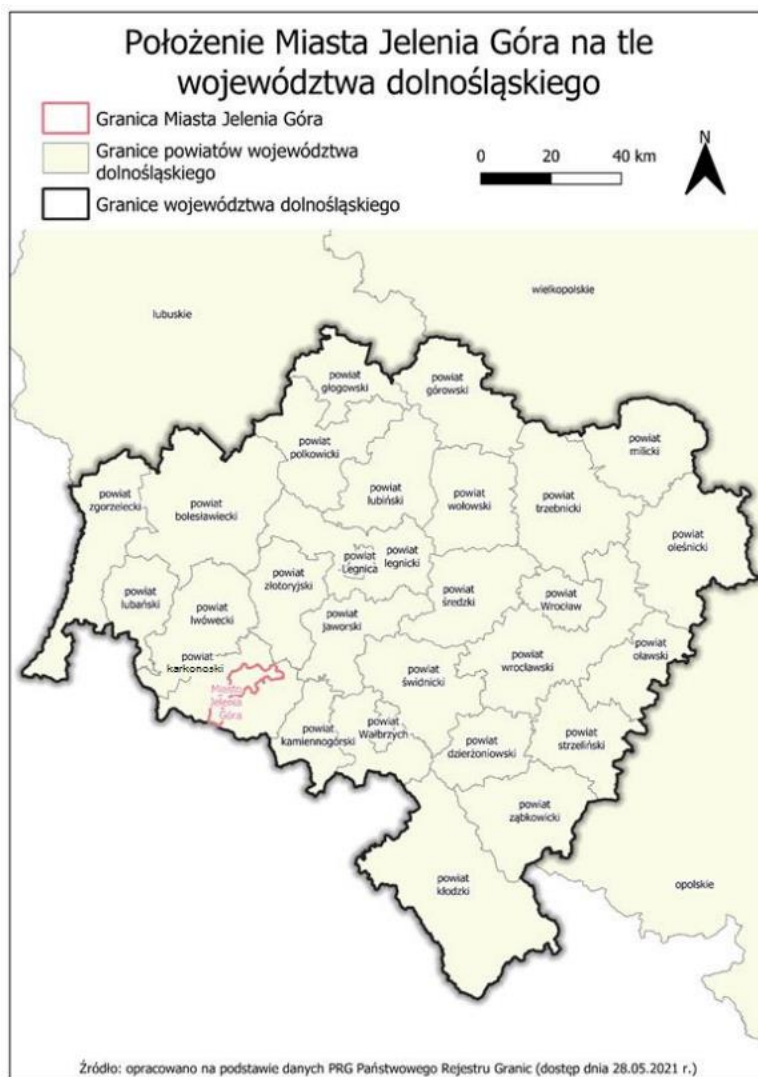 Położenie Miasta Jelenia Góra na tle
województwa dolnośląskiego
Granica Miasta Jelenia Góra
Granice powiatów województwa
dolnośląskiego
Granice województwa dolnośląskiego
0 20 40 km
N
lubuskie
wielkopolskie
powiat
głogowski
powiat
górowski
powiat
milicki
powiat
polkowicki
powiat
lubiński
powiat
wołowski
powiat
trzebnicki
powiat
zgorzelecki
powiat
bolesławiecki
powiat
oleśnicki
powiat
Legnica
powiat
legnicki
powiat
złotoryjski
powiat
lubański
powiat
lwówecki
powiat
jaworski
powiat
średzki
powiat
Wrocław
powiat
karkonoski
powiat
świdnicki
powiat
wrocławski
powiat
oławski
Miasto
Jelenia
Góra
powiat
kamiennogórski
powiat
Wałbrzych
powiat
dzierżoniowski
powiat
strzeliński
powiat
ząbkowicki
powiat
kłodzki
opolskie
Źródło: opracowano na podstawie danych PRG Państwowego Rejestru Granic (dostęp dnia 28.05.2021 r.)